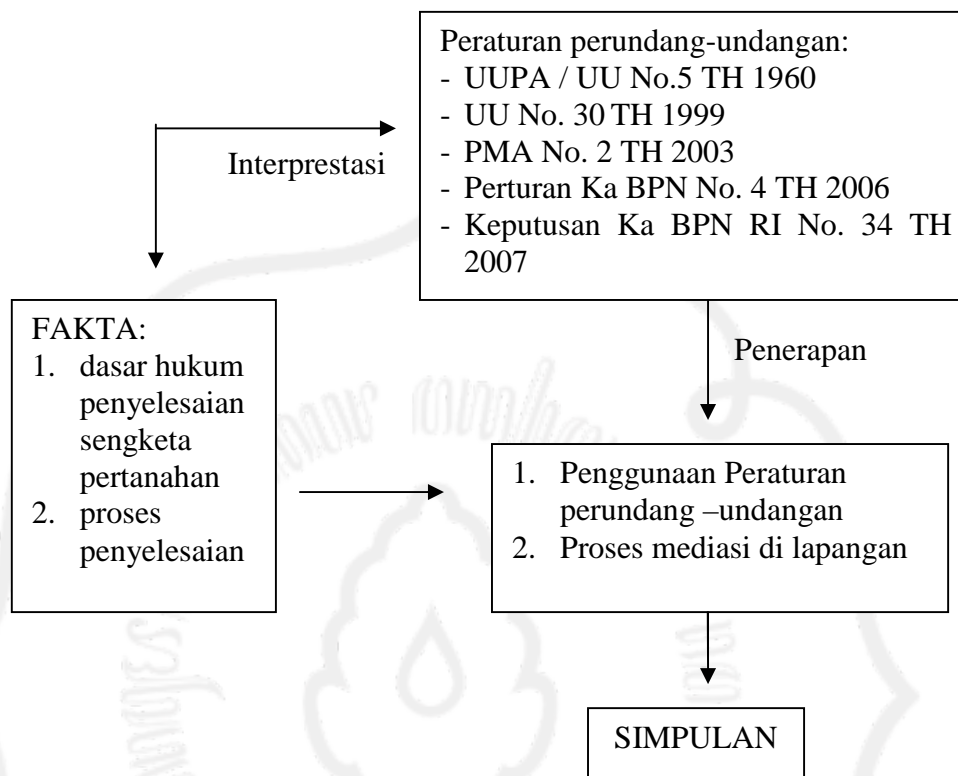 Peraturan perundang-undangan:
- UUPA / UU No.5 TH 1960
- UU No. 30 TH 1999
- PMA No. 2 TH 2003
- Perturan Ka BPN No. 4 TH 2006
- Keputusan Ka BPN RI No. 34 TH
2007
Interprestasi
FAKTA:
1. dasar hukum
penyelesaian
sengketa
pertanahan
2. proses
penyelesaian
Penerapan
1. Penggunaan Peraturan
perundang –undangan
2. Proses mediasi di lapangan
SIMPULAN